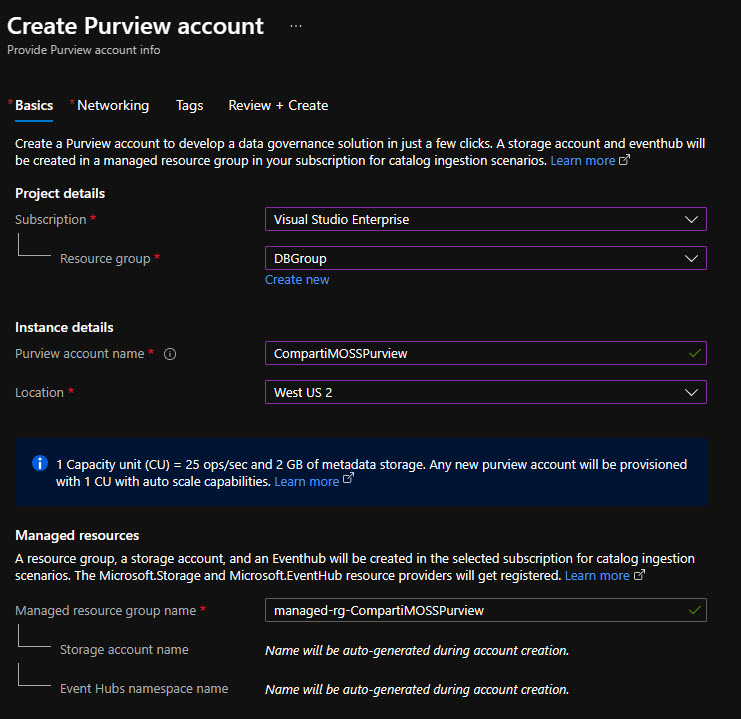 Create Purview account ...
Provide Purview account info
* Basics * Networking Tags Review + Create
Create a Purview account to develop a data governance solution in just a few clicks. A storage account and eventhub will
be created in a managed resource group in your subscription for catalog ingestion scenarios. Learn more
Project details
Subscription * Visual Studio Enterprise
Resource group * DBGroup
Create new
Instance details
Purview account name * CompartiMOSSPurview
Location * West US 2
1 Capacity unit (CU) = 25 ops/sec and 2 GB of metadata storage. Any new purview account will be provisioned
with 1 CU with auto scale capabilities. Learn more
Managed resources
A resource group, a storage account, and an Eventhub will be created in the selected subscription for catalog ingestion
scenarios. The Microsoft.Storage and Microsoft.EventHub resource providers will get registered. Learn more
Managed resource group name * managed-rg-CompartiMOSSPurview
Storage account name Name will be auto-generated during account creation.
Event Hubs namespace name Name will be auto-generated during account creation.